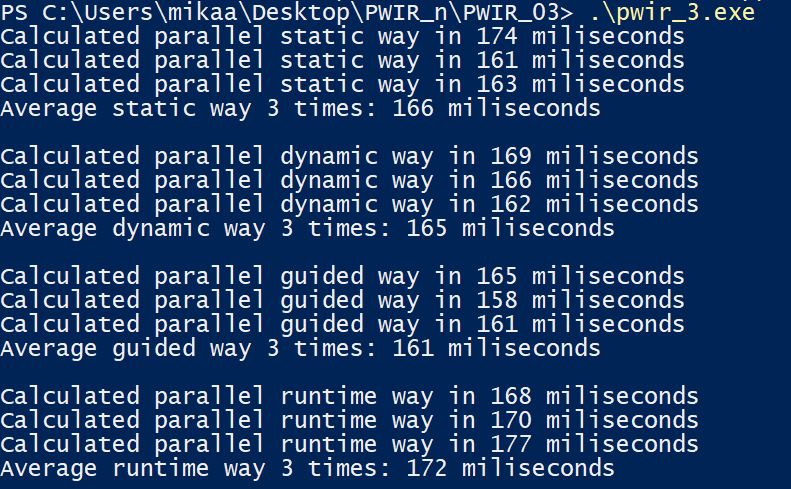 PS C:\Users\mikaa\Desktop\PWIR_n\PWIR_03> .\pwir_3.exe
Calculated parallel static way in 174 miliseconds
Calculated parallel static way in 161 miliseconds
Calculated parallel static way in 163 miliseconds
Average static way 3 times: 166 miliseconds
Calculated parallel dynamic way in 169 miliseconds
Calculated parallel dynamic way in 166 miliseconds
Calculated parallel dynamic way in 162 miliseconds
Average dynamic way 3 times: 165 miliseconds
Calculated parallel guided way in 165 miliseconds
Calculated parallel guided way in 158 miliseconds
Calculated parallel guided way in 161 miliseconds
Average guided way 3 times: 161 miliseconds
Calculated parallel runtime way in 168 miliseconds
Calculated parallel runtime way in 170 miliseconds
Calculated parallel runtime way in 177 miliseconds
Average runtime way 3 times: 172 miliseconds